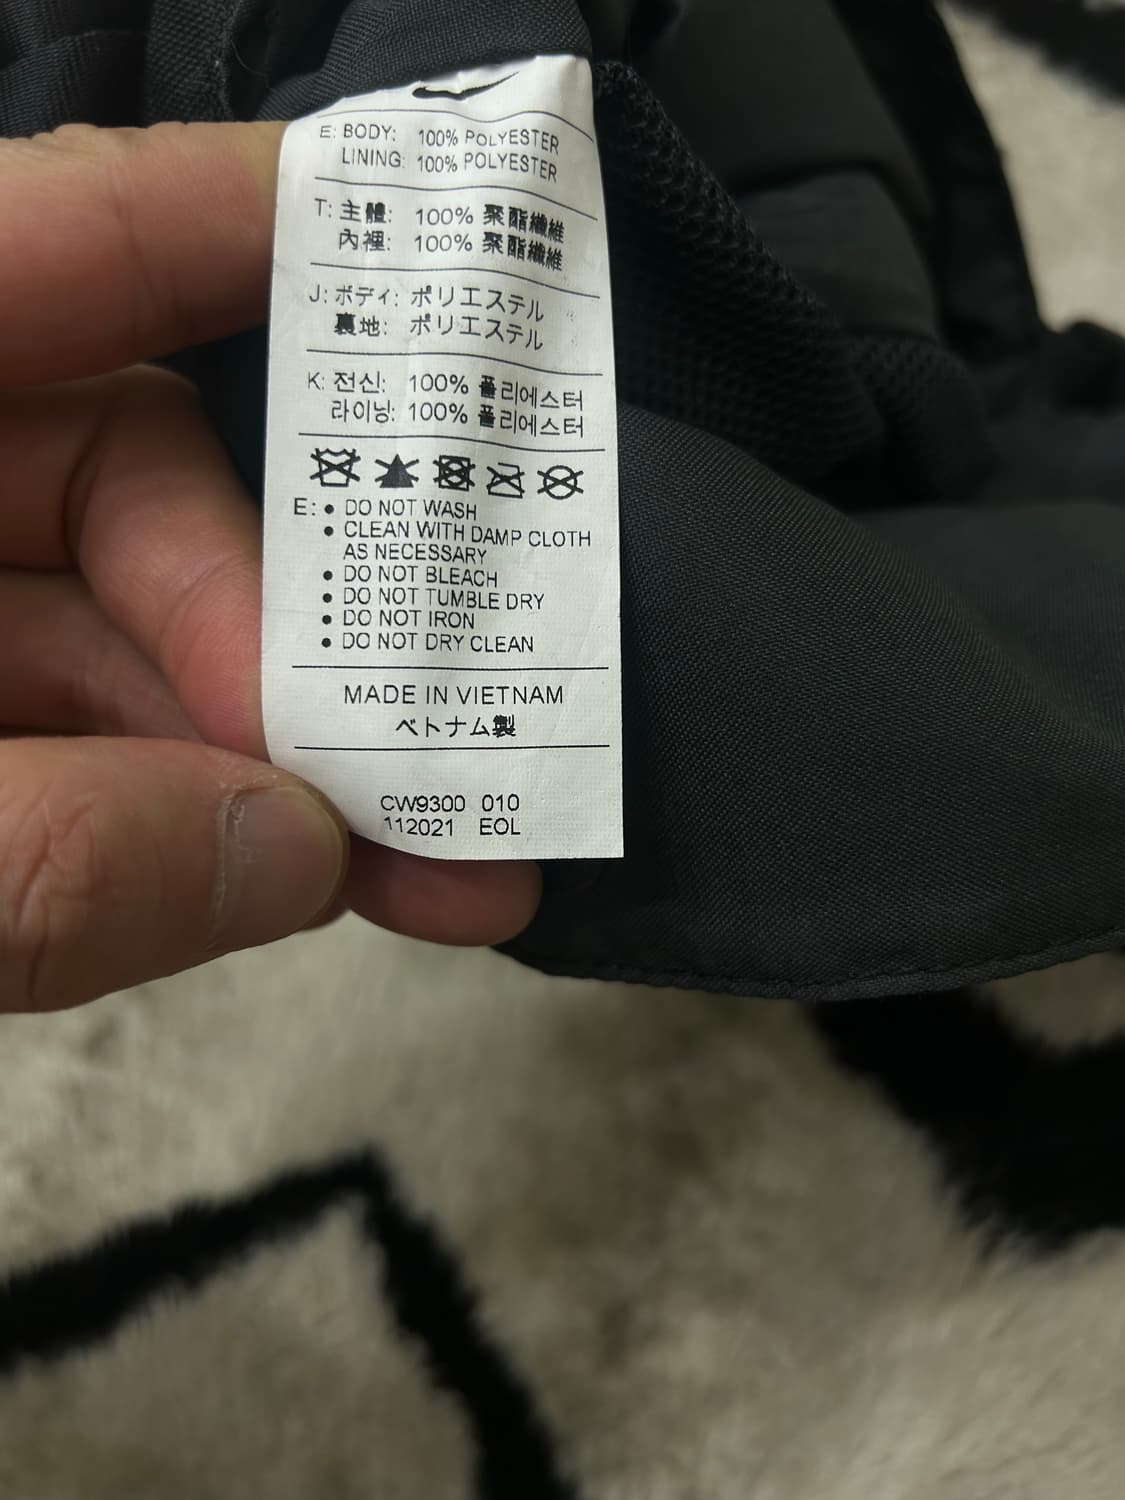 E: BODY: 100% POLYESTER
LINING: 100% POLYESTER
T: 主體: 100% 聚酯纖維
內裡: 100% 聚酯纖維
J: ボディ: ポリエステル
裏地: ポリエステル
K: 전신: 100% 폴리에스터
라이닝: 100% 폴리에스터
E: • DO NOT WASH
• CLEAN WITH DAMP CLOTH
AS NECESSARY
• DO NOT BLEACH
• DO NOT TUMBLE DRY
• DO NOT IRON
• DO NOT DRY CLEAN
MADE IN VIETNAM
ベトナム製
CW9300 010
112021 EOL